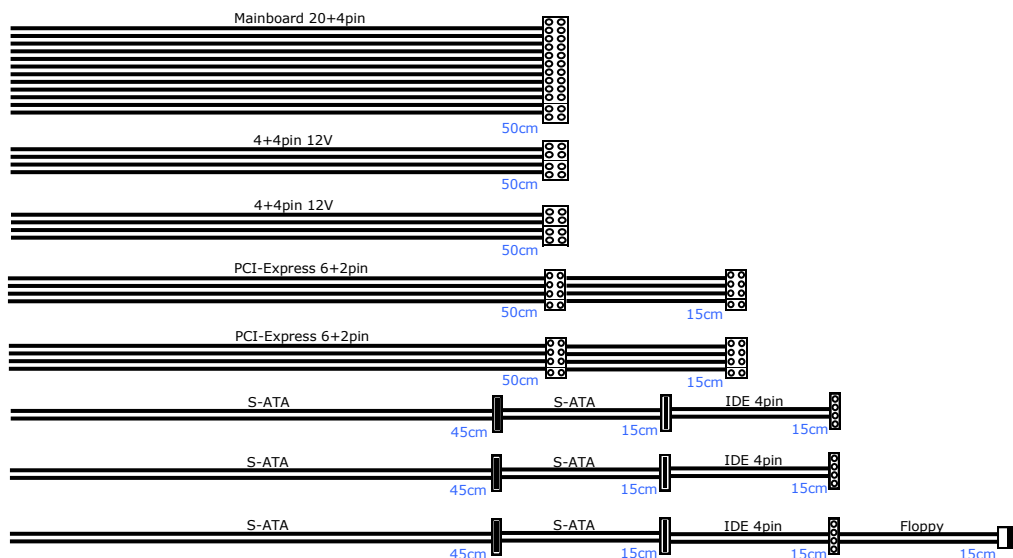 Mainboard 20+4pin
50cm
4+4pin 12V
50cm
4+4pin 12V
50cm
PCI-Express 6+2pin
50cm 15cm
PCI-Express 6+2pin
50cm 15cm
S-ATA S-ATA IDE 4pin
45cm 15cm 15cm
S-ATA S-ATA IDE 4pin
45cm 15cm 15cm
S-ATA S-ATA IDE 4pin Floppy
45cm 15cm 15cm 15cm